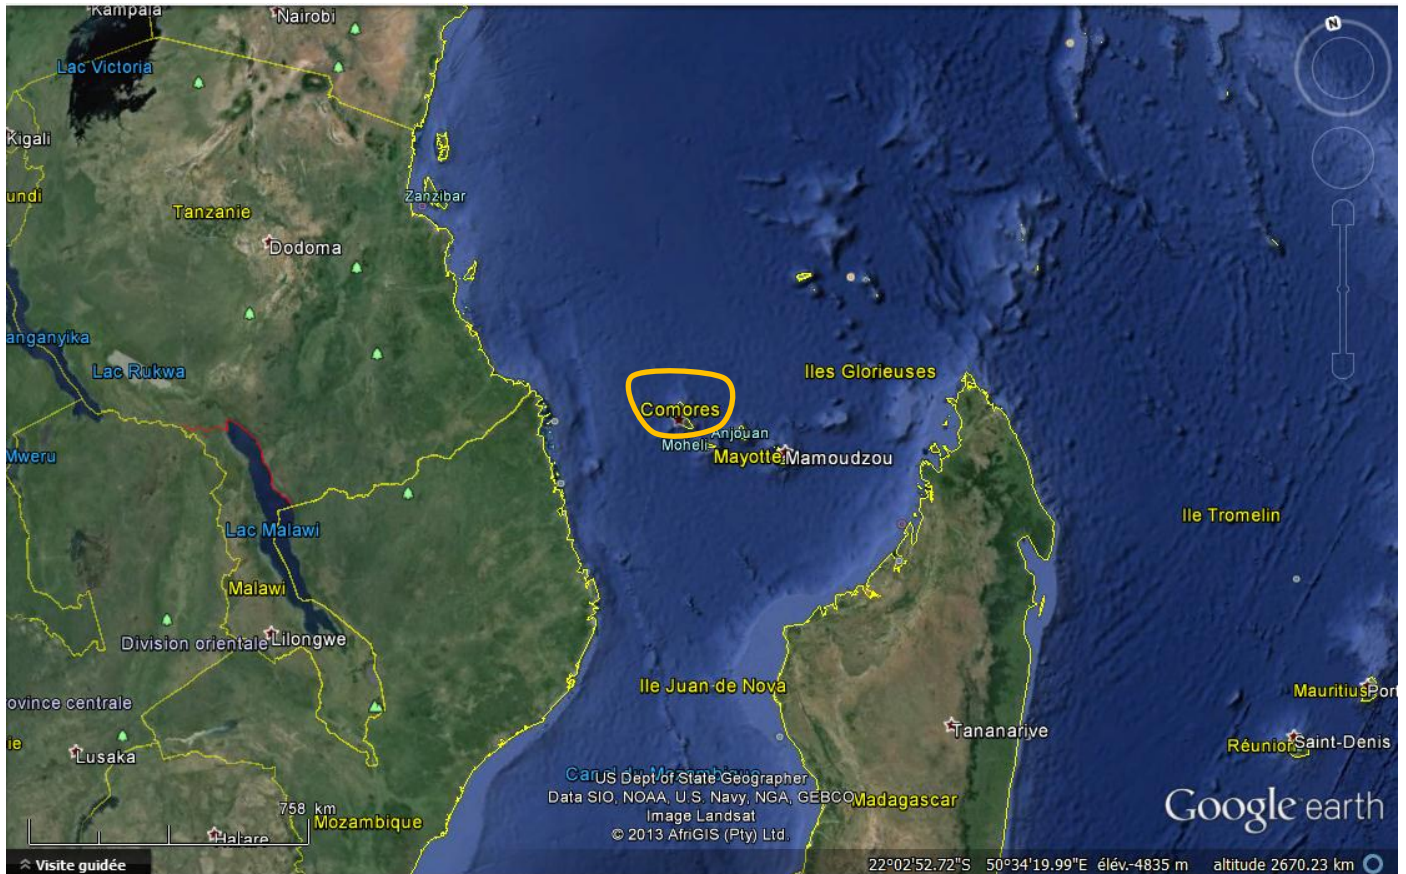 Kampala
Nairobi
N
Lac Victoria
Kigali
undi
Zanzibar
Tanzanie
Dodoma
anganyika
Lac Rukwa
Iles Glorieuses
Comores
Anjouan
Moheli
Mayotte
Mamoudzou
Mweru
Ile Tromelin
Lac Malawi
Malawi
Division orientale
Lilongwe
Ile Juan de Nova
Mauritius
Port
ovince centrale
Tananarive
Réunion
Saint-Denis
ie
Lusaka
US Dept of State Geographer
Data SIO, NOAA, U.S. Navy, NGA, GEBCO
Madagascar
Image Landsat
© 2013 AfriGIS (Pty) Ltd.
Google earth
758 km
Mozambique
Harare
Visite guidée
22°02'52.72"S 50°34'19.99"E élév.-4835 m altitude 2670.23 km